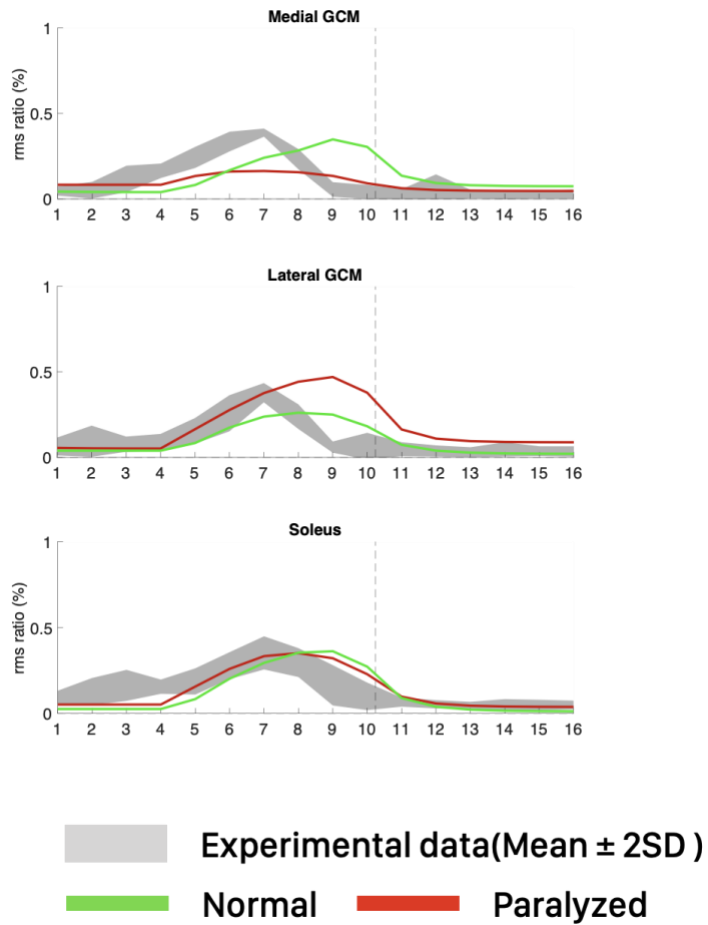 Medial GCM
1
0.5
0
rms ratio (%)
1 2 3 4 5 6 7 8 9 10 11 12 13 14 15 16
Lateral GCM
1
0.5
0
1 2 3 4 5 6 7 8 9 10 11 12 13 14 15 16
Soleus
1
0.5
0
rms ratio (%)
1 2 3 4 5 6 7 8 9 10 11 12 13 14 15 16
Experimental data(Mean ± 2SD )
Normal Paralyzed